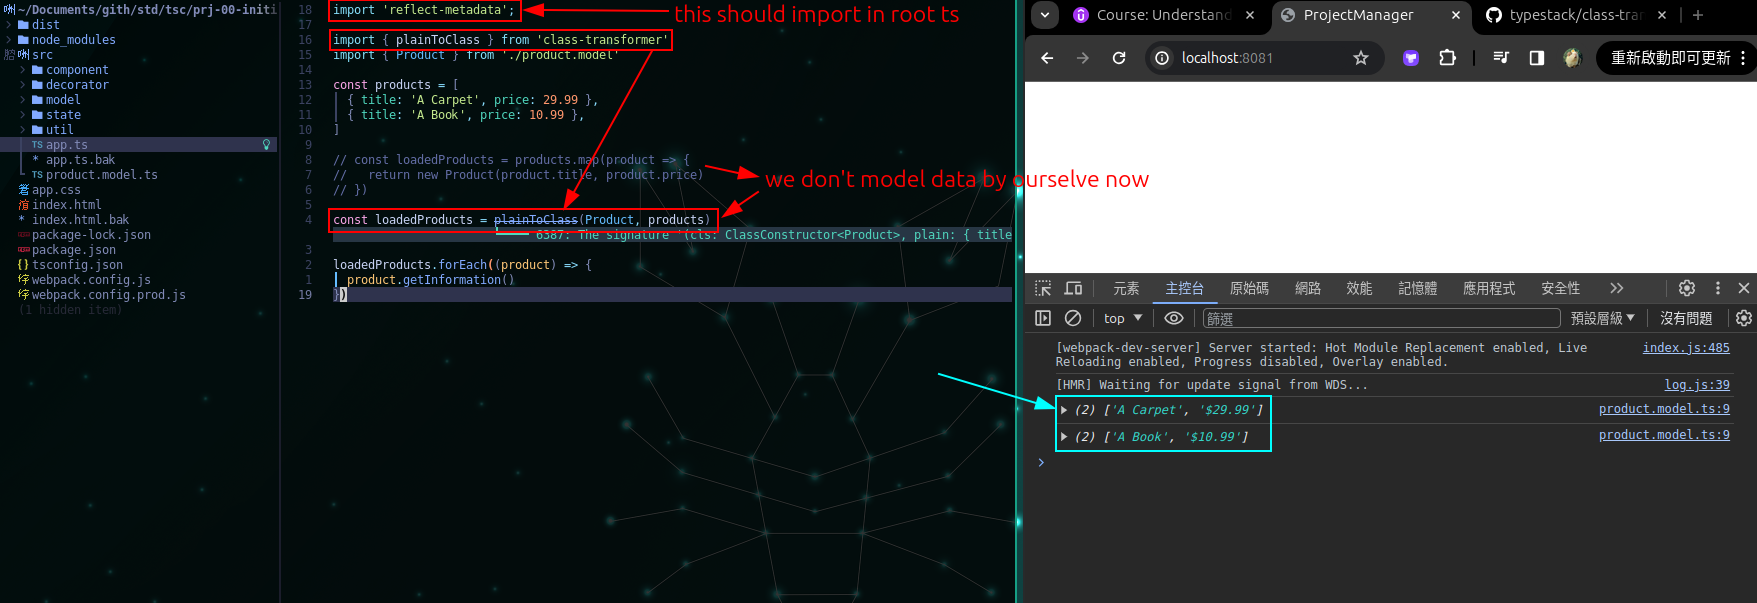 ~/Documents/gith/std/tsc/prj-00-initi
dist
node_modules
src
component
decorator
model
state
util
TS app.ts
* app.ts.bak
TS product.model.ts
app.css
index.html
* index.html.bak
package-lock.json
package.json
{} tsconfig.json
webpack.config.js
webpack.config.prod.js
(1 hidden item)
18 import 'reflect-metadata';
this should import in root ts
17
16 import { plainToClass } from 'class-transformer'
15 import { Product } from './product.model'
14
13 const products = [
12 { title: 'A Carpet', price: 29.99 },
11 { title: 'A Book', price: 10.99 },
10 ]
9
8 // const loadedProducts = products.map(product => {
7 //   return new Product(product.title, product.price)
6 // })
we don't model data by ourselve now
5
4 const loadedProducts = plainToClass(Product, products)
6387: The signature '(cls: ClassConstructor<Product>, plain: { title
3
2 loadedProducts.forEach((product) => {
1 product.getInformation()
19 })
Course: Understand
ProjectManager
typestack/class-tran
localhost:8081
重新啟動即可更新
元素 主控台 原始碼 網路 效能 記憶體 應用程式 安全性
top 篩選 預設層級 沒有問題
[webpack-dev-server] Server started: Hot Module Replacement enabled, Live index.js:485
Reloading enabled, Progress disabled, Overlay enabled.
[HMR] Waiting for update signal from WDS... log.js:39
(2) ['A Carpet', '$29.99'] product.model.ts:9
(2) ['A Book', '$10.99'] product.model.ts:9